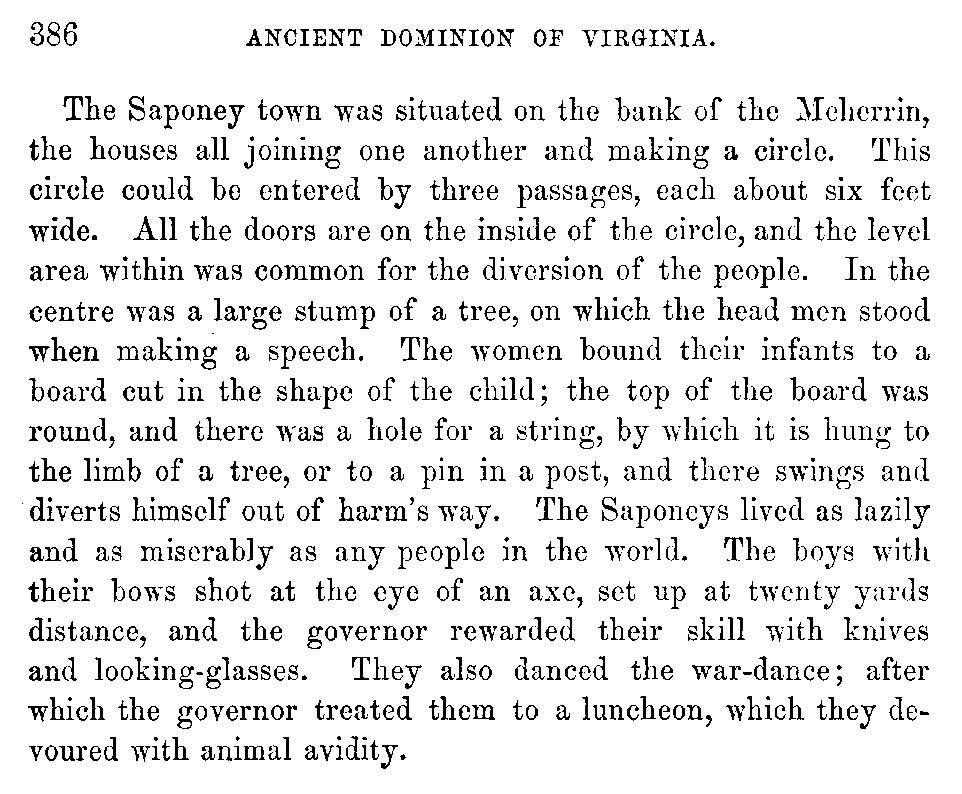 386 ANCIENT DOMINION OF VIRGINIA.
The Saponey town was situated on the bank of the Meherrin,
the houses all joining one another and making a circle. This
circle could be entered by three passages, each about six feet
wide. All the doors are on the inside of the circle, and the level
area within was common for the diversion of the people. In the
centre was a large stump of a tree, on which the head men stood
when making a speech. The women bound their infants to a
board cut in the shape of the child; the top of the board was
round, and there was a hole for a string, by which it is hung to
the limb of a tree, or to a pin in a post, and there swings and
diverts himself out of harm's way. The Saponeys lived as lazily
and as miserably as any people in the world. The boys with
their bows shot at the eye of an axe, set up at twenty yards
distance, and the governor rewarded their skill with knives
and looking-glasses. They also danced the war-dance; after
which the governor treated them to a luncheon, which they de-
voured with animal avidity.